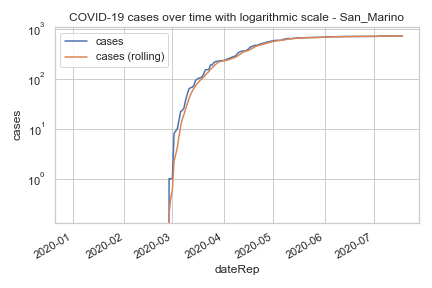 COVID-19 cases over time with logarithmic scale - San_Marino
cases
cases (rolling)
10³
10²
10¹
10⁰
cases
2020-01
2020-02
2020-03
2020-04
2020-05
2020-06
2020-07
dateRep